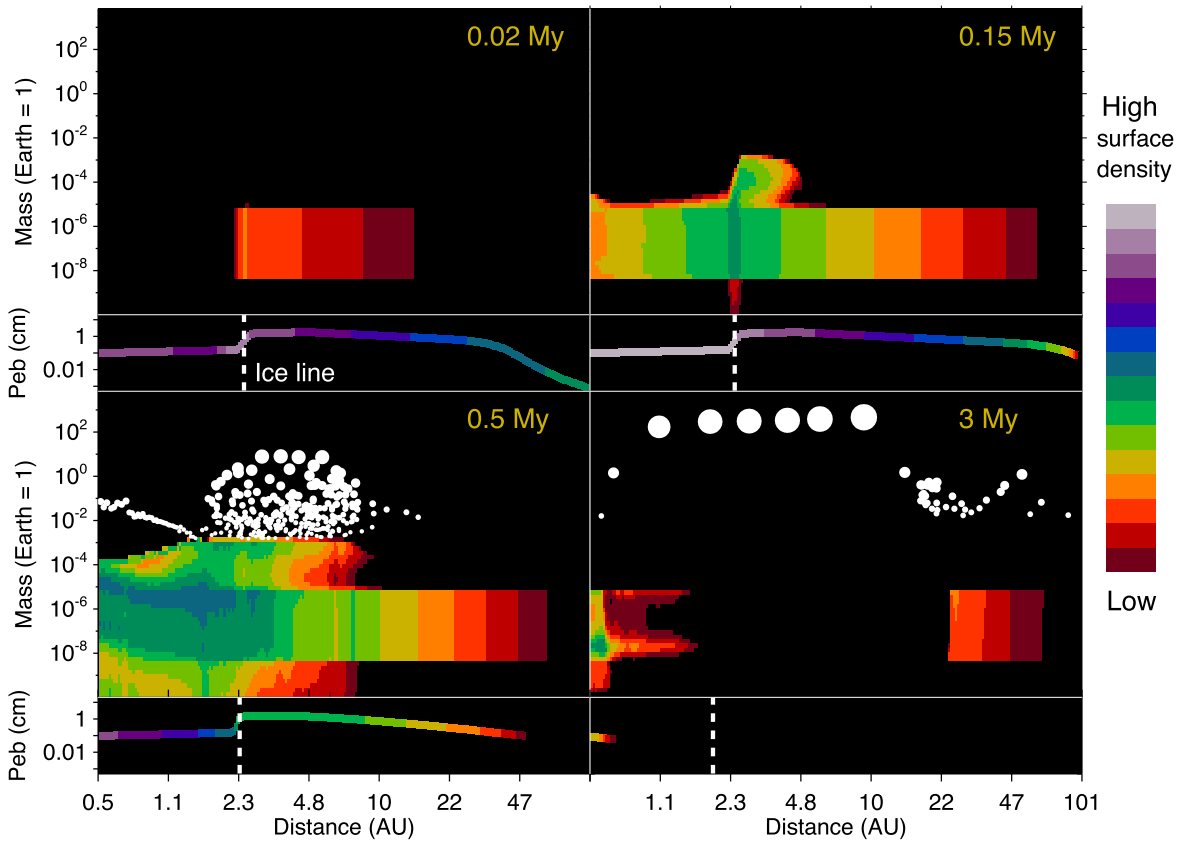 0.02 My
0.15 My
Mass (Earth = 1)
10²
10⁰
10⁻²
10⁻⁴
10⁻⁶
10⁻⁸
High
surface
density
Low
Peb (cm)
1
0.01
Ice line
0.5 My
3 My
Mass (Earth = 1)
10²
10⁰
10⁻²
10⁻⁴
10⁻⁶
10⁻⁸
Peb (cm)
1
0.01
0.5 1.1 2.3 4.8 10 22 47
1.1 2.3 4.8 10 22 47 101
Distance (AU)
Distance (AU)